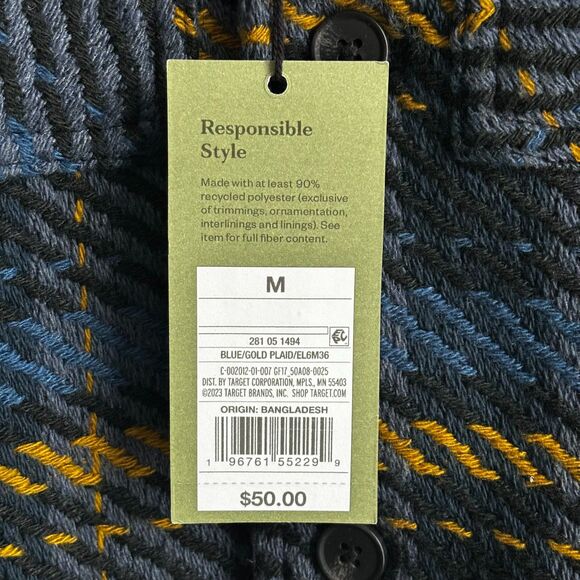 Responsible
Style
Made with at least 90%
recycled polyester (exclusive
of trimmings, ornamentation,
interlinings and linings). See
item for full fiber content.
M
281 05 1494
BLUE/GOLD PLAID/EL6M36
C-002012-01-007 GF17_50A08-0025
DIST. BY TARGET CORPORATION, MPLS., MN 55403
©2023 TARGET BRANDS, INC. SHOP TARGET.COM
ORIGIN: BANGLADESH
1 96761 55229 9
$50.00